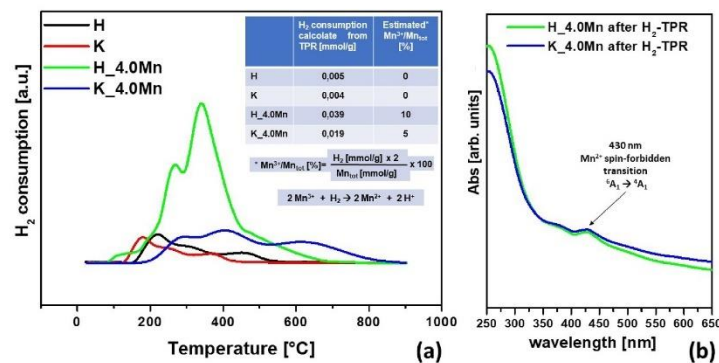 H
K
H_4.0Mn
K_4.0Mn
H₂ consumption
calcolate from
TPR [mmol/g]
Estimated*
Mn³⁺/Mntot
[%]
H 0,005 0
K 0,004 0
H_4.0Mn 0,039 10
K_4.0Mn 0,019 5
* Mn³⁺/Mntot [%]= H₂ [mmol/g] x 2 / Mntot [mmol/g] x 100
2 Mn³⁺ + H₂ → 2 Mn²⁺ + 2 H⁺
H₂ consumption [a.u.]
0 200 400 600 800 1000
Temperature [°C]
(a)
H_4.0Mn after H₂-TPR
K_4.0Mn after H₂-TPR
430 nm
Mn²⁺ spin-forbidden
transition
⁶A₁ → ⁴A₁
Abs [arb. units]
250 300 350 400 450 500 550 600 650
wavelength [nm]
(b)